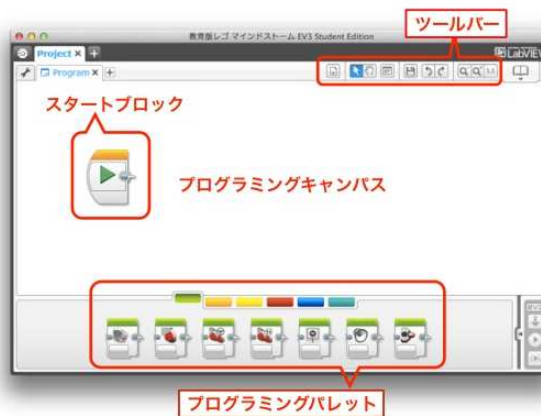 ツールバー
教育版レゴ マインドストーム EV3 Student Edition
Project
LabVIEW
Program
スタートブロック
プログラミングキャンパス
EV3
プログラミングパレット